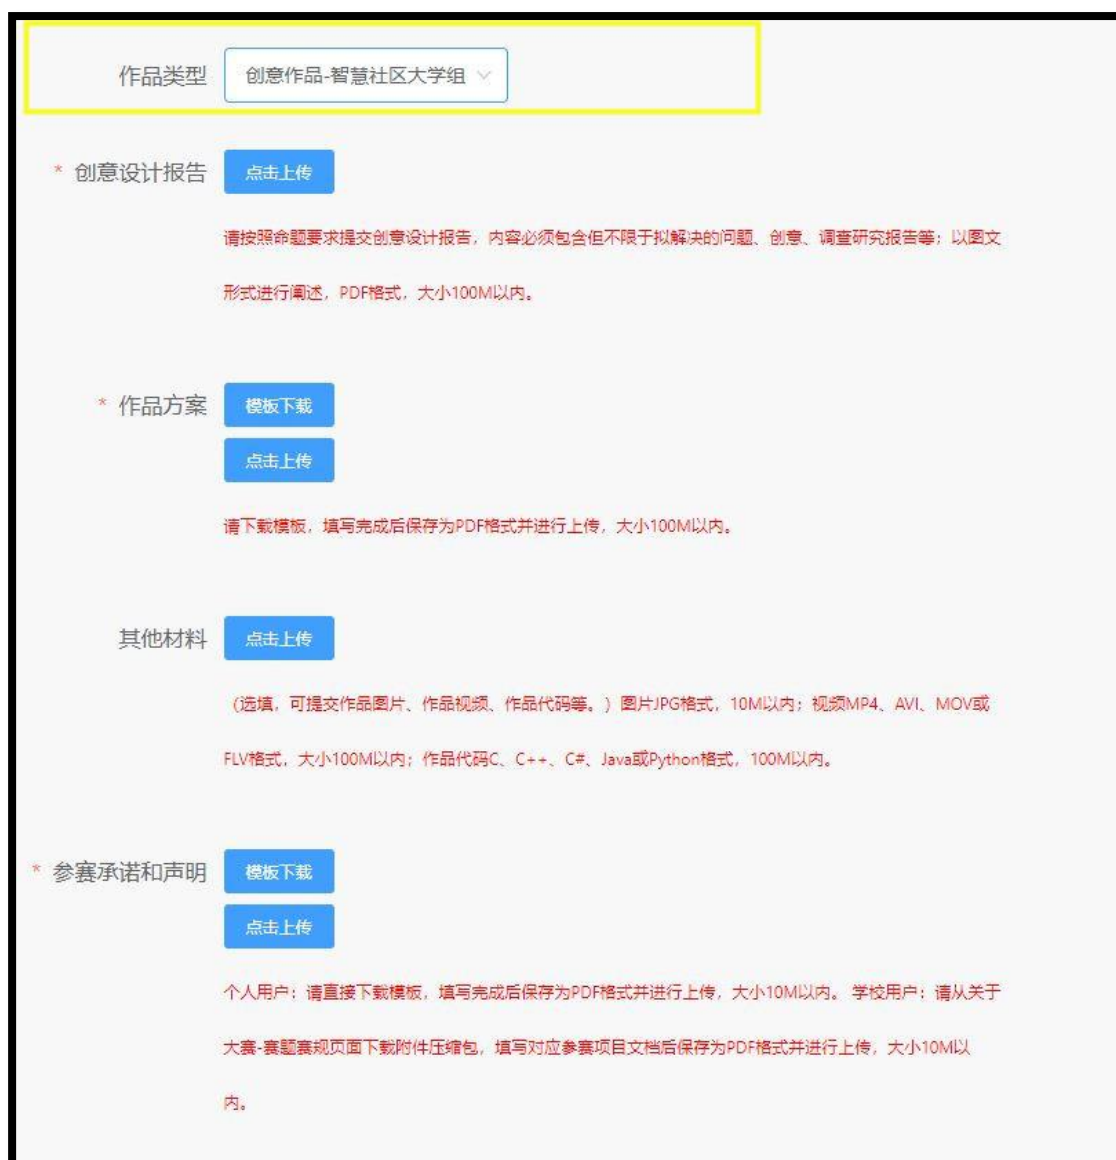 作品类型 创意作品-智慧社区大学组
* 创意设计报告 点击上传
请按照命题要求提交创意设计报告，内容必须包含但不限于拟解决的问题、创意、调查研究报告等；以图文
形式进行阐述，PDF格式，大小100M以内。
* 作品方案 模板下载
点击上传
请下载模板，填写完成后保存为PDF格式并进行上传，大小100M以内。
其他材料 点击上传
（选填，可提交作品图片、作品视频、作品代码等。）图片JPG格式，10M以内；视频MP4、AVI、MOV或
FLV格式，大小100M以内；作品代码C、C++、C#、Java或Python格式，100M以内。
* 参赛承诺和声明 模板下载
点击上传
个人用户：请直接下载模板，填写完成后保存为PDF格式并进行上传，大小10M以内。 学校用户：请从关于
大赛-赛题赛规页面下载附件压缩包，填写对应参赛项目文档后保存为PDF格式并进行上传，大小10M以
内。